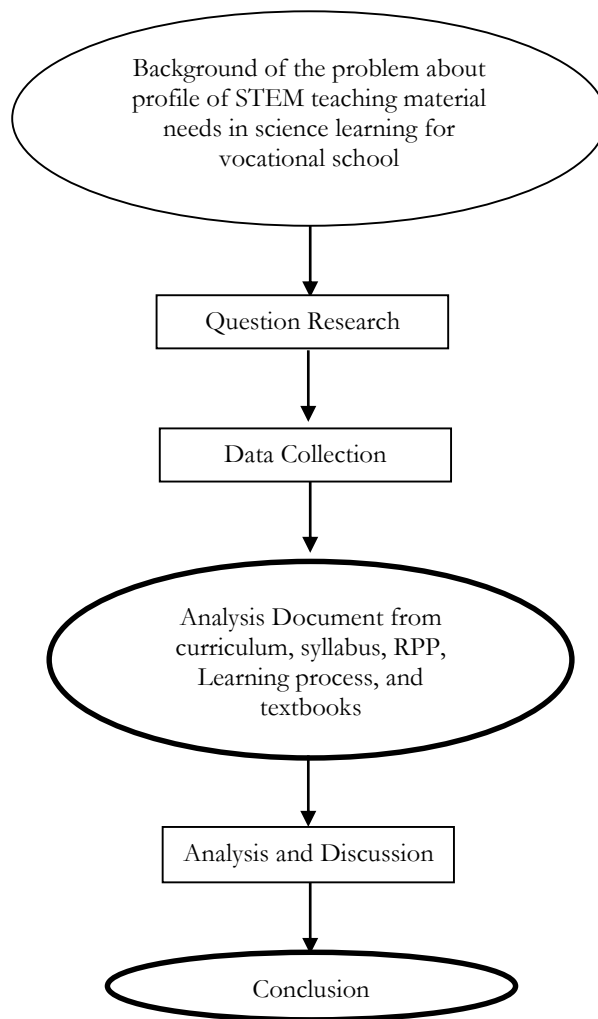 Background of the problem about
profile of STEM teaching material
needs in science learning for
vocational school
Question Research
Data Collection
Analysis Document from
curriculum, syllabus, RPP,
Learning process, and
textbooks
Analysis and Discussion
Conclusion